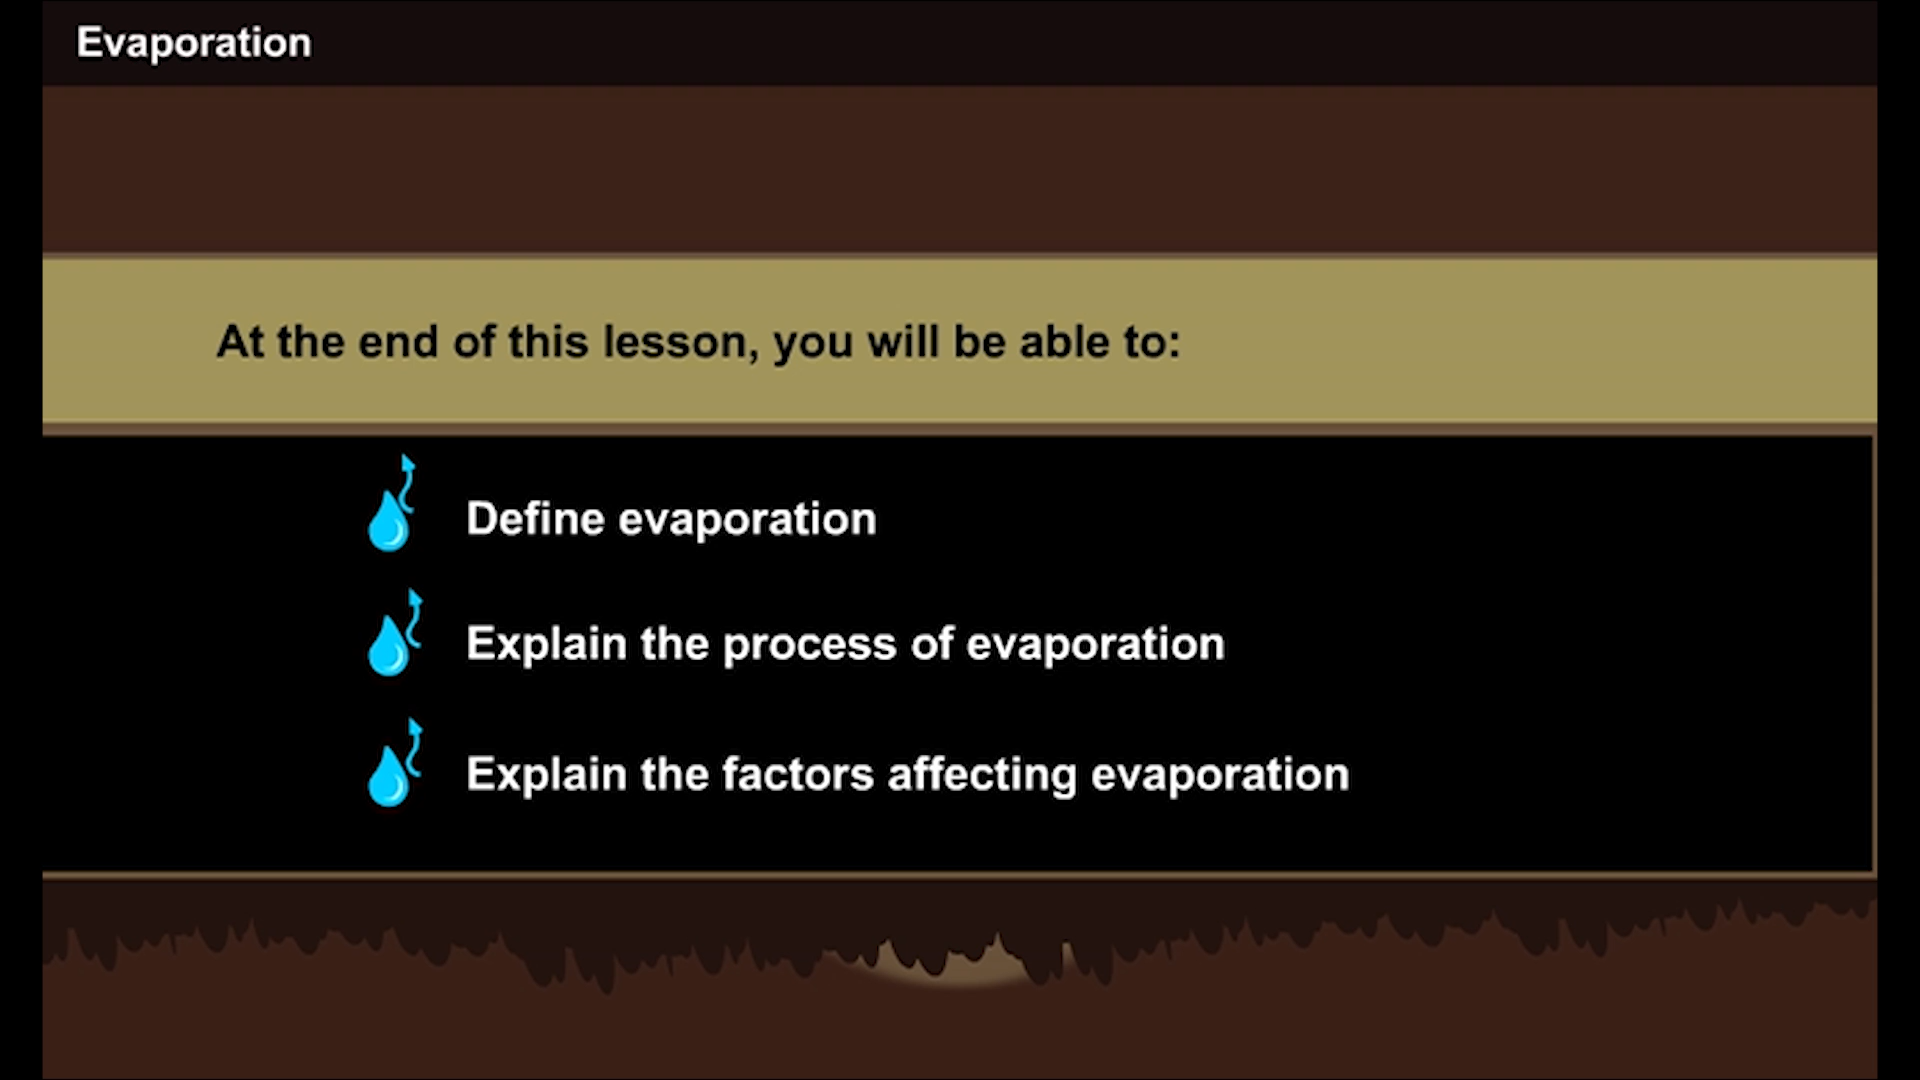 Evaporation
At the end of this lesson, you will be able to:
Define evaporation
Explain the process of evaporation
Explain the factors affecting evaporation